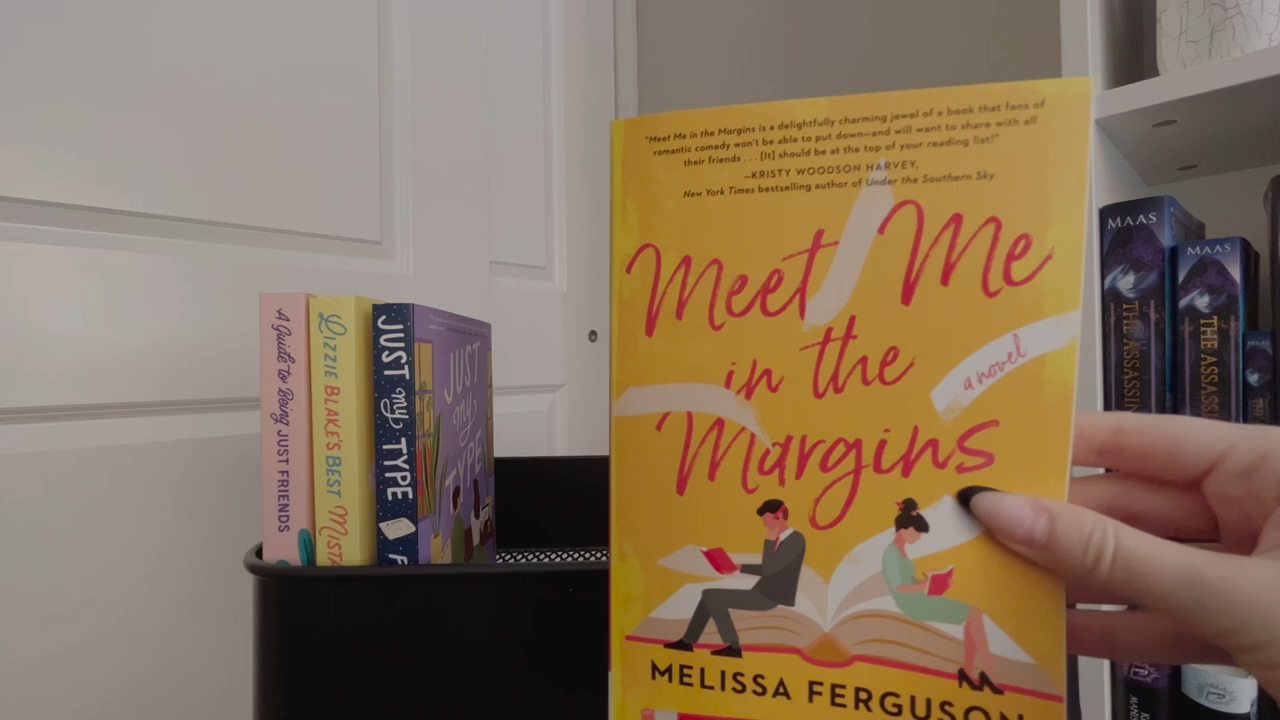 "Meet Me in the Margins is a delightfully charming jewel of a book that fans of
romantic comedy won't be able to put down—and will want to share with all
their friends . . . [It] should be at the top of your reading list!"
—KRISTY WOODSON HARVEY,
New York Times bestselling author of Under the Southern Sky
Meet Me
in the
a novel
Margins
MELISSA FERGUSON
A Guide to Being JUST FRIENDS
LIZZIE BLAKE'S BEST MISTA
JUST my TYPE F
JUST
my
TYPE
MAAS
THE ASSASSIN
MAAS
THE ASSAS